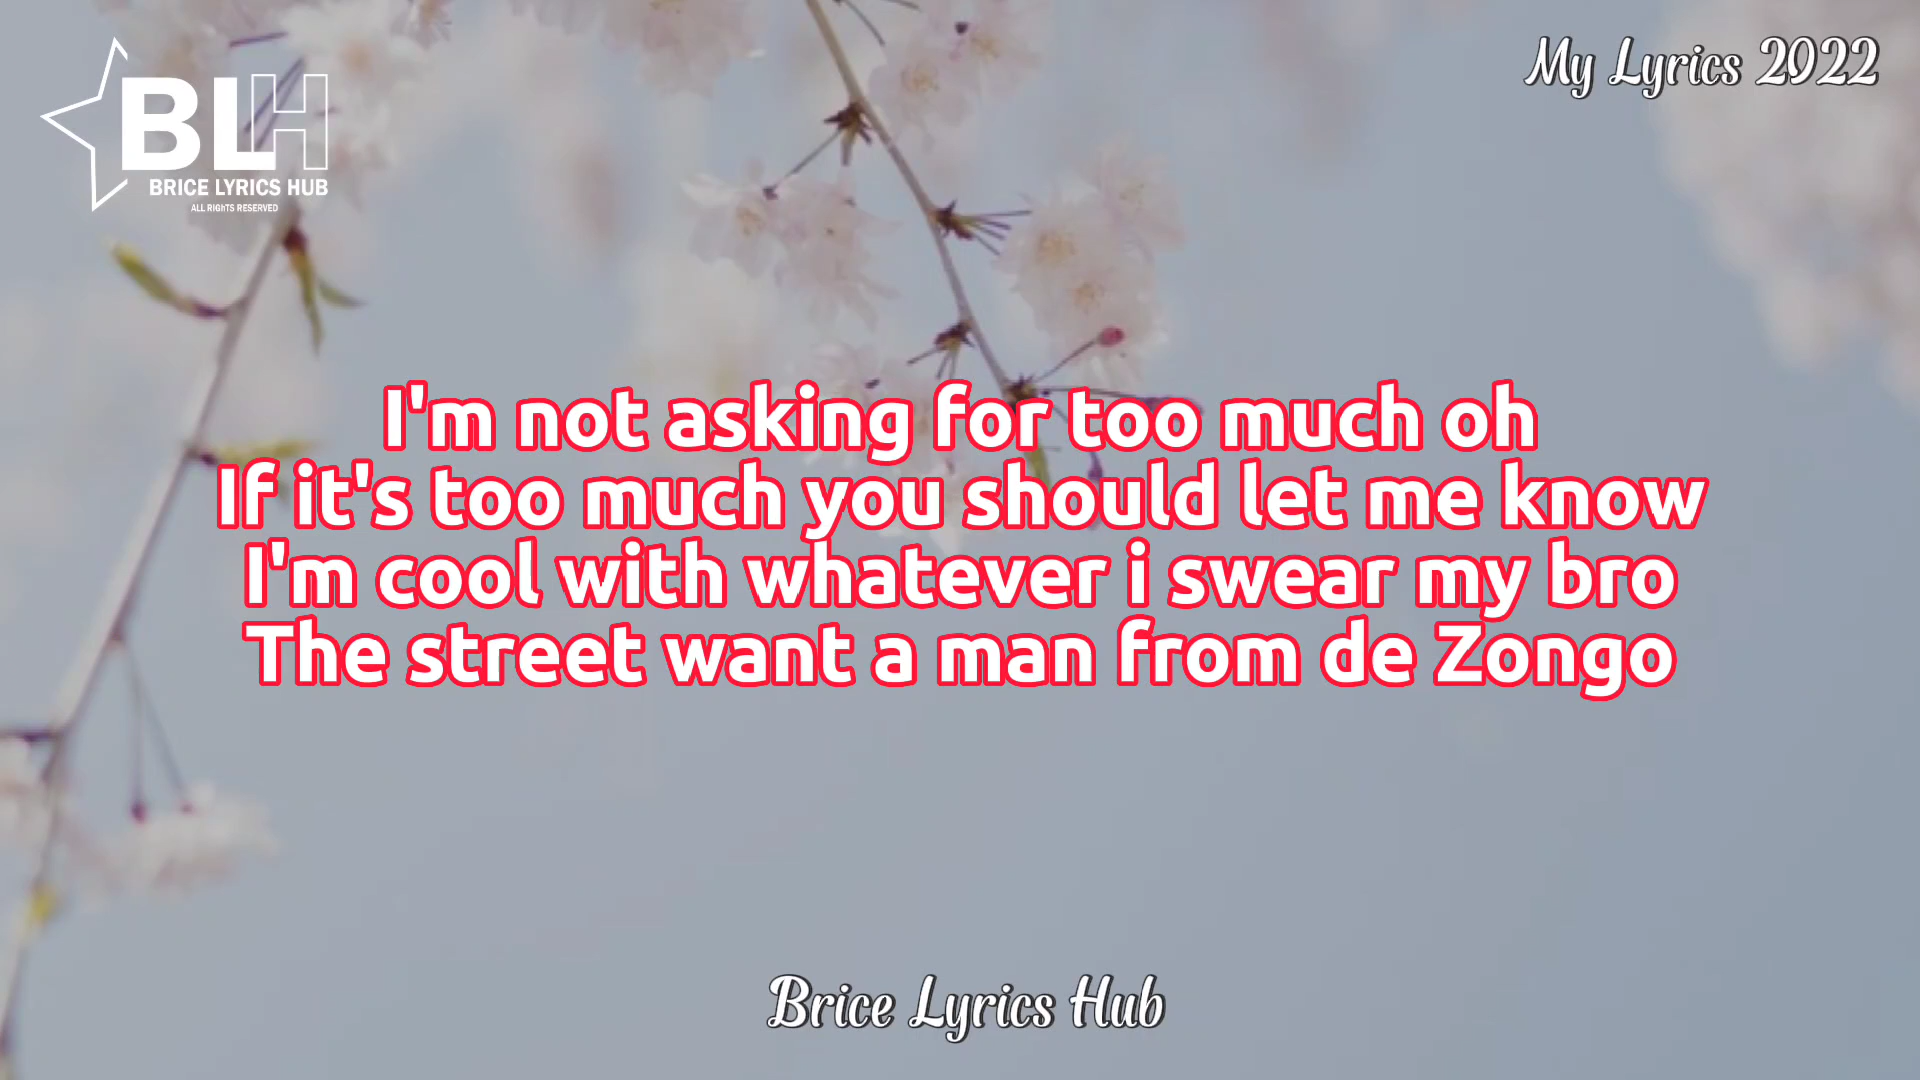 BLH
BRICE LYRICS HUB
ALL RIGHTS RESERVED
My Lyrics 2022
I'm not asking for too much oh
If it's too much you should let me know
I'm cool with whatever i swear my bro
The street want a man from de Zongo
Brice Lyrics Hub